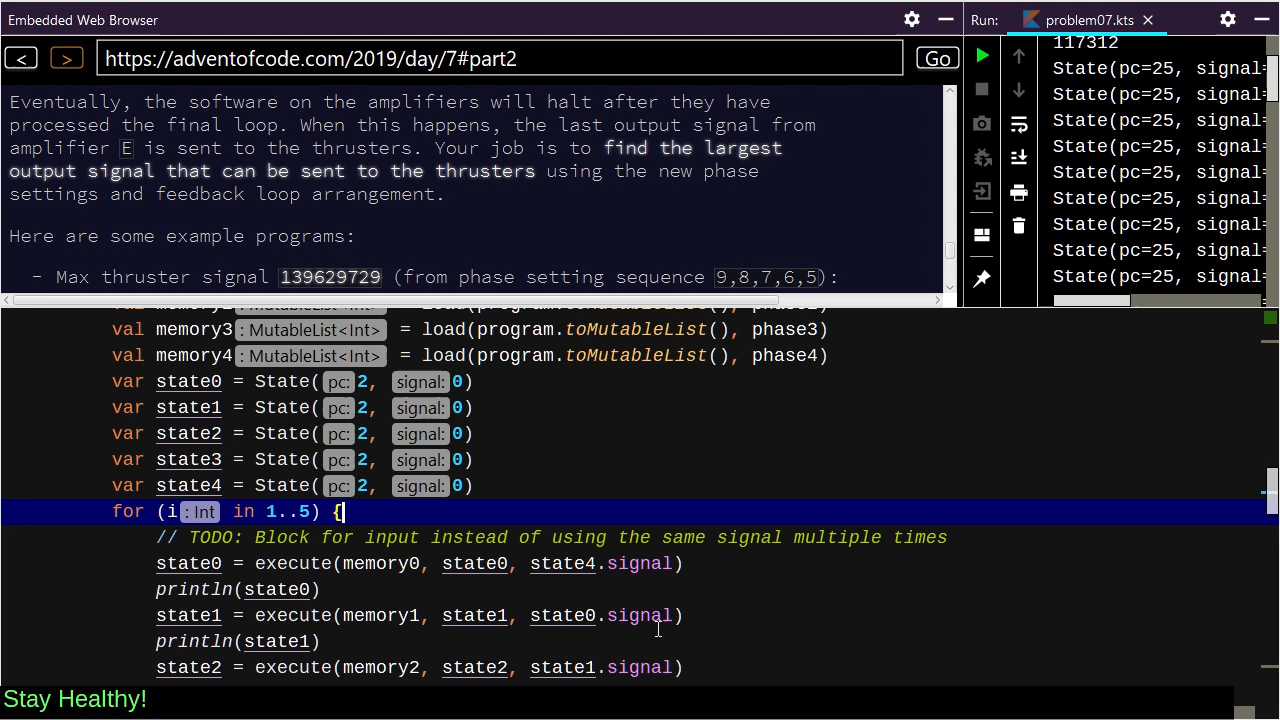 Embedded Web Browser
Run: problem07.kts
< > https://adventofcode.com/2019/day/7#part2 Go
Eventually, the software on the amplifiers will halt after they have
processed the final loop. When this happens, the last output signal from
amplifier E is sent to the thrusters. Your job is to find the largest
output signal that can be sent to the thrusters using the new phase
settings and feedback loop arrangement.
Here are some example programs:
- Max thruster signal 139629729 (from phase setting sequence 9,8,7,6,5):
117312
State(pc=25, signal=
State(pc=25, signal=
State(pc=25, signal=
State(pc=25, signal=
State(pc=25, signal=
State(pc=25, signal=
State(pc=25, signal=
State(pc=25, signal=
State(pc=25, signal=
val memory3 : MutableList<Int> = load(program.toMutableList(), phase3)
val memory4 : MutableList<Int> = load(program.toMutableList(), phase4)
var state0 = State( pc: 2, signal: 0)
var state1 = State( pc: 2, signal: 0)
var state2 = State( pc: 2, signal: 0)
var state3 = State( pc: 2, signal: 0)
var state4 = State( pc: 2, signal: 0)
for (i : Int in 1..5) {
// TODO: Block for input instead of using the same signal multiple times
state0 = execute(memory0, state0, state4.signal)
println(state0)
state1 = execute(memory1, state1, state0.signal)
println(state1)
state2 = execute(memory2, state2, state1.signal)
Stay Healthy!